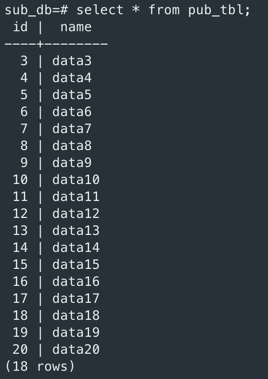 sub_db=# select * from pub_tbl;
 id |  name
----+--------
  3 | data3
  4 | data4
  5 | data5
  6 | data6
  7 | data7
  8 | data8
  9 | data9
 10 | data10
 11 | data11
 12 | data12
 13 | data13
 14 | data14
 15 | data15
 16 | data16
 17 | data17
 18 | data18
 19 | data19
 20 | data20
(18 rows)